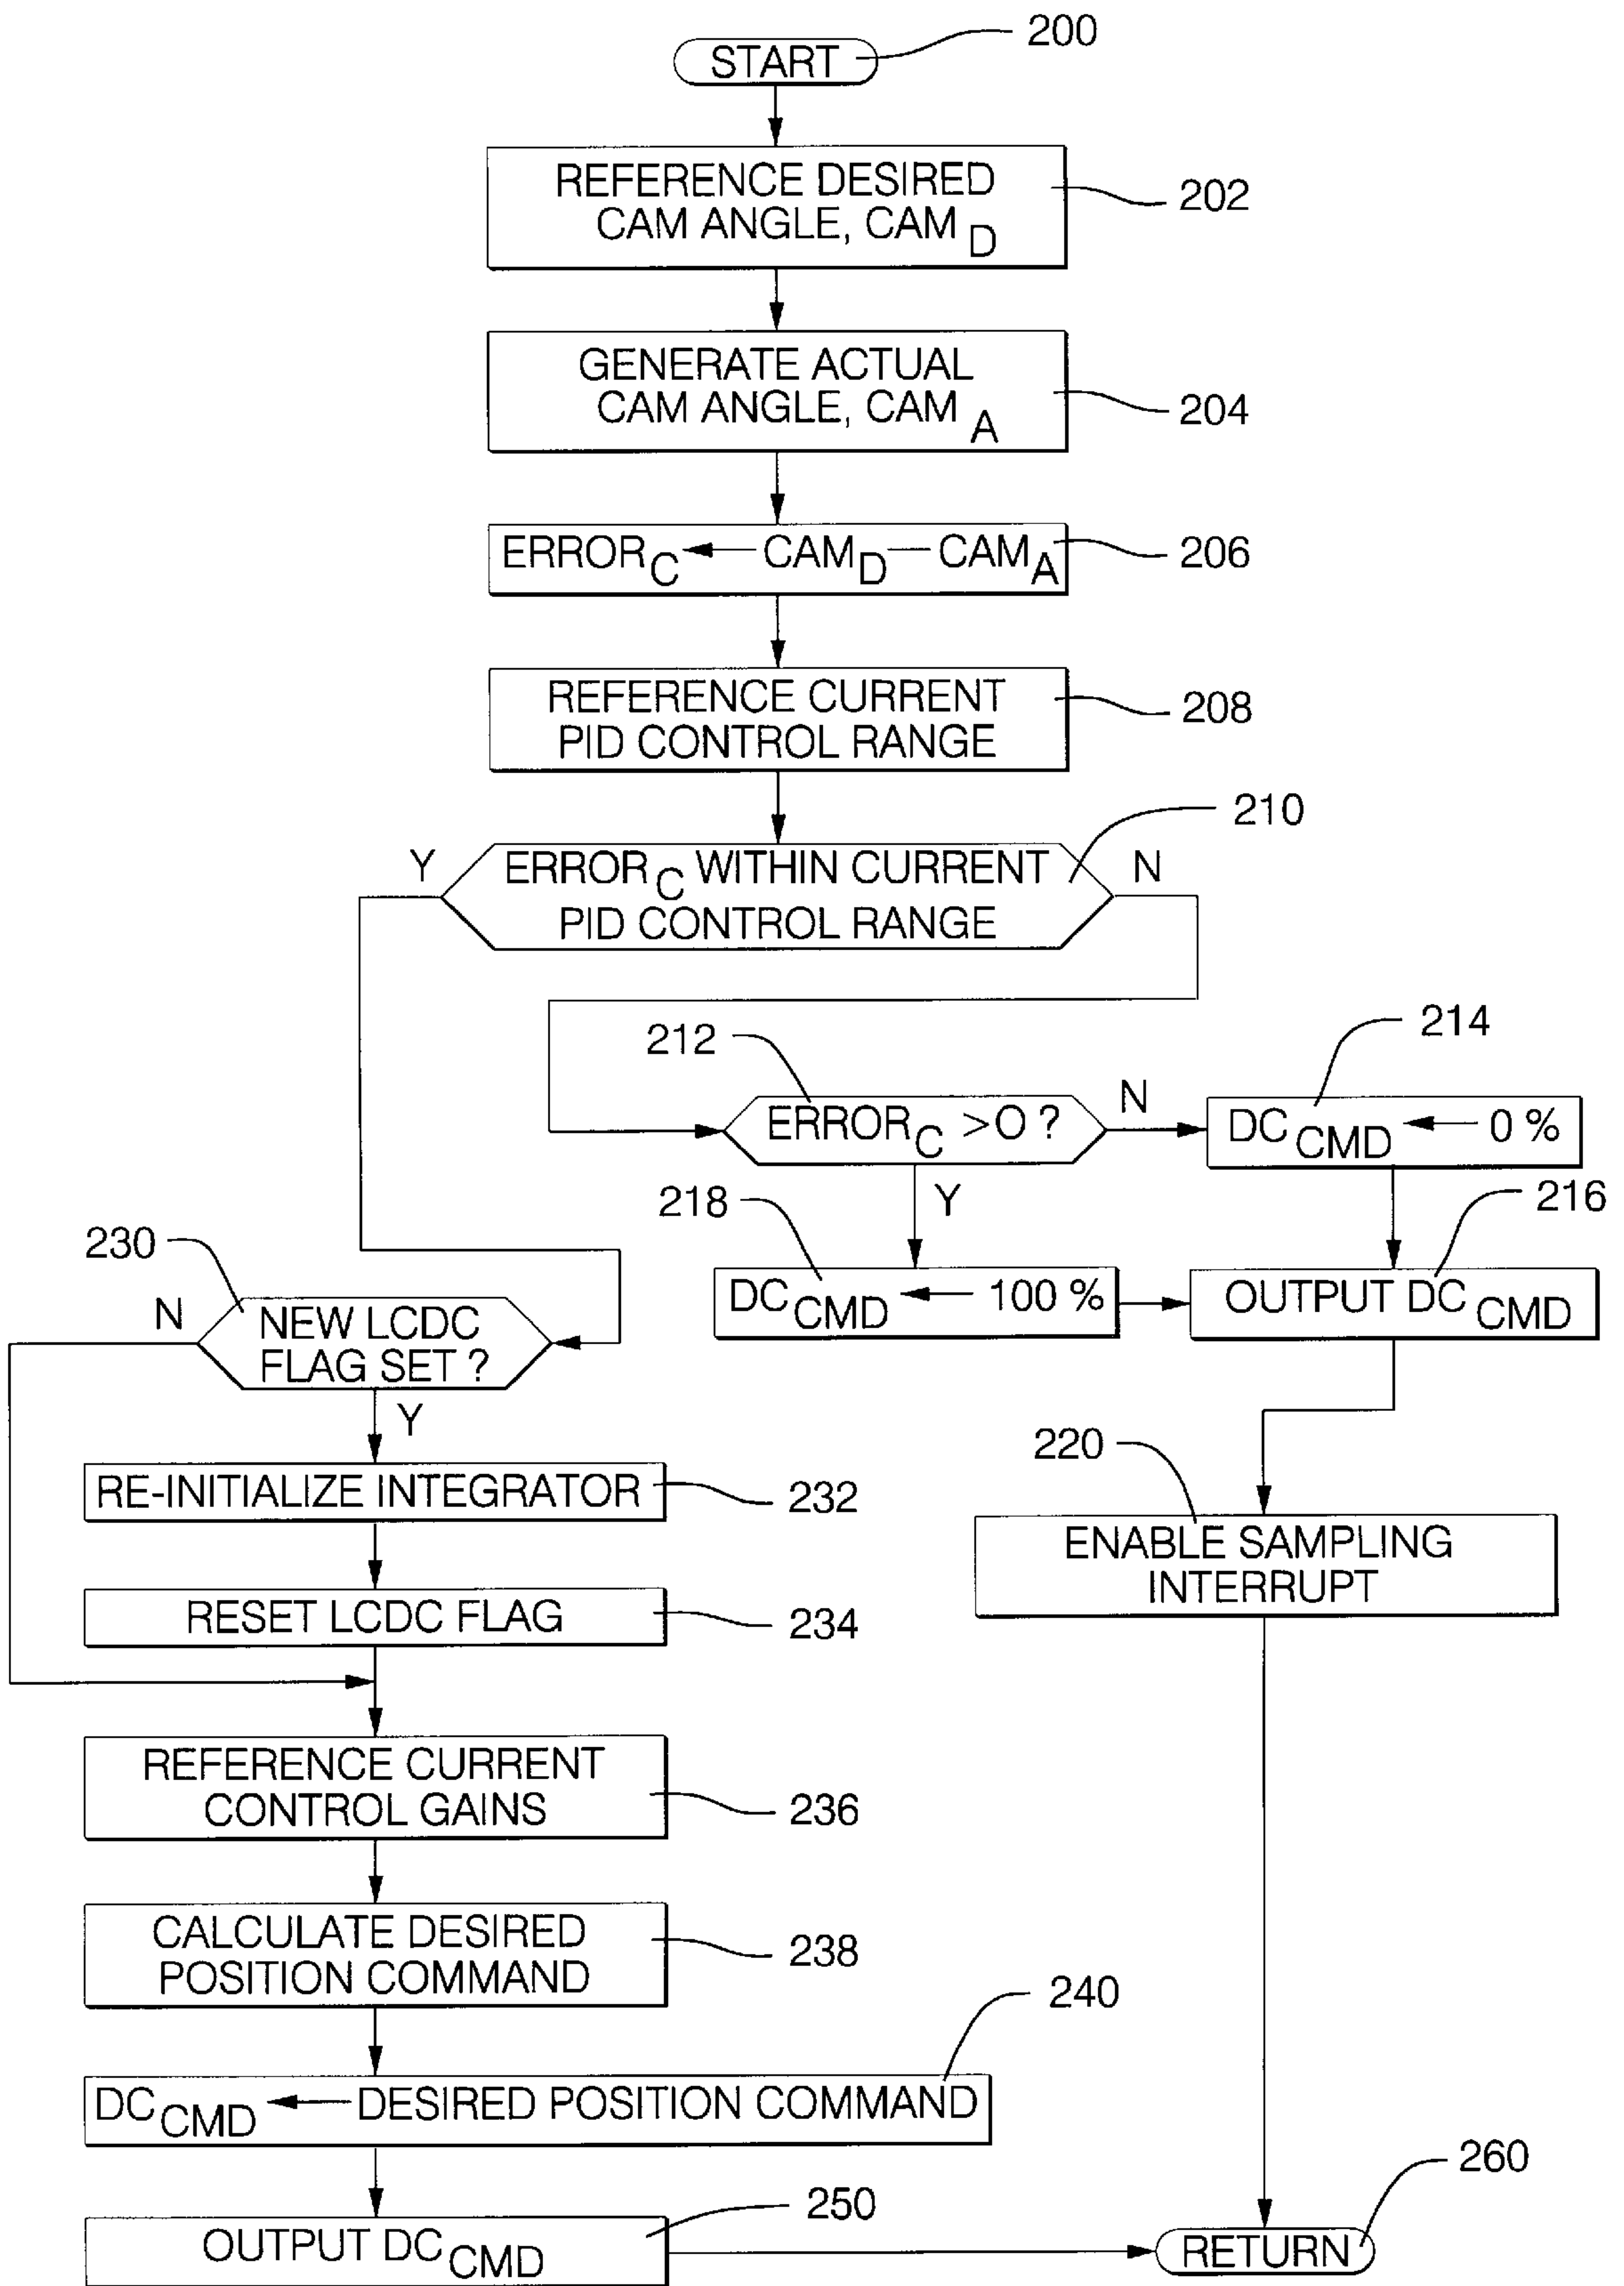 START
200
REFERENCE DESIRED
CAM ANGLE, CAM D
202
GENERATE ACTUAL
CAM ANGLE, CAM A
204
ERROR C ← CAM D — CAM A
206
REFERENCE CURRENT
PID CONTROL RANGE
208
210
Y
ERROR C WITHIN CURRENT
PID CONTROL RANGE
N
212
ERROR C >O ?
N
214
DC CMD ← 0 %
Y
218
DC CMD ← 100 %
216
OUTPUT DC CMD
230
N
NEW LCDC
FLAG SET ?
Y
220
ENABLE SAMPLING
INTERRUPT
RE-INITIALIZE INTEGRATOR
232
RESET LCDC FLAG
234
REFERENCE CURRENT
CONTROL GAINS
236
CALCULATE DESIRED
POSITION COMMAND
238
240
DC CMD ← DESIRED POSITION COMMAND
250
OUTPUT DC CMD
260
RETURN